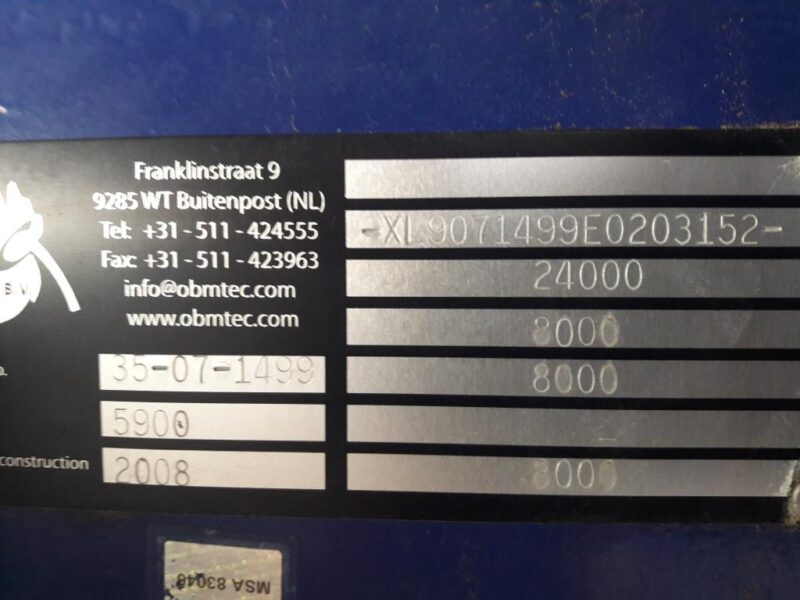 Franklinstraat 9
9285 WT Buitenpost (NL)
Tel: +31 - 511 - 424555
Fax: +31 - 511 - 423963
info@obmtec.com
www.obmtec.com
B.V.
-XL9071499E0203152-
24000
8000
35-07-1499
8000
5900
construction
2008
8000
MSA 83046